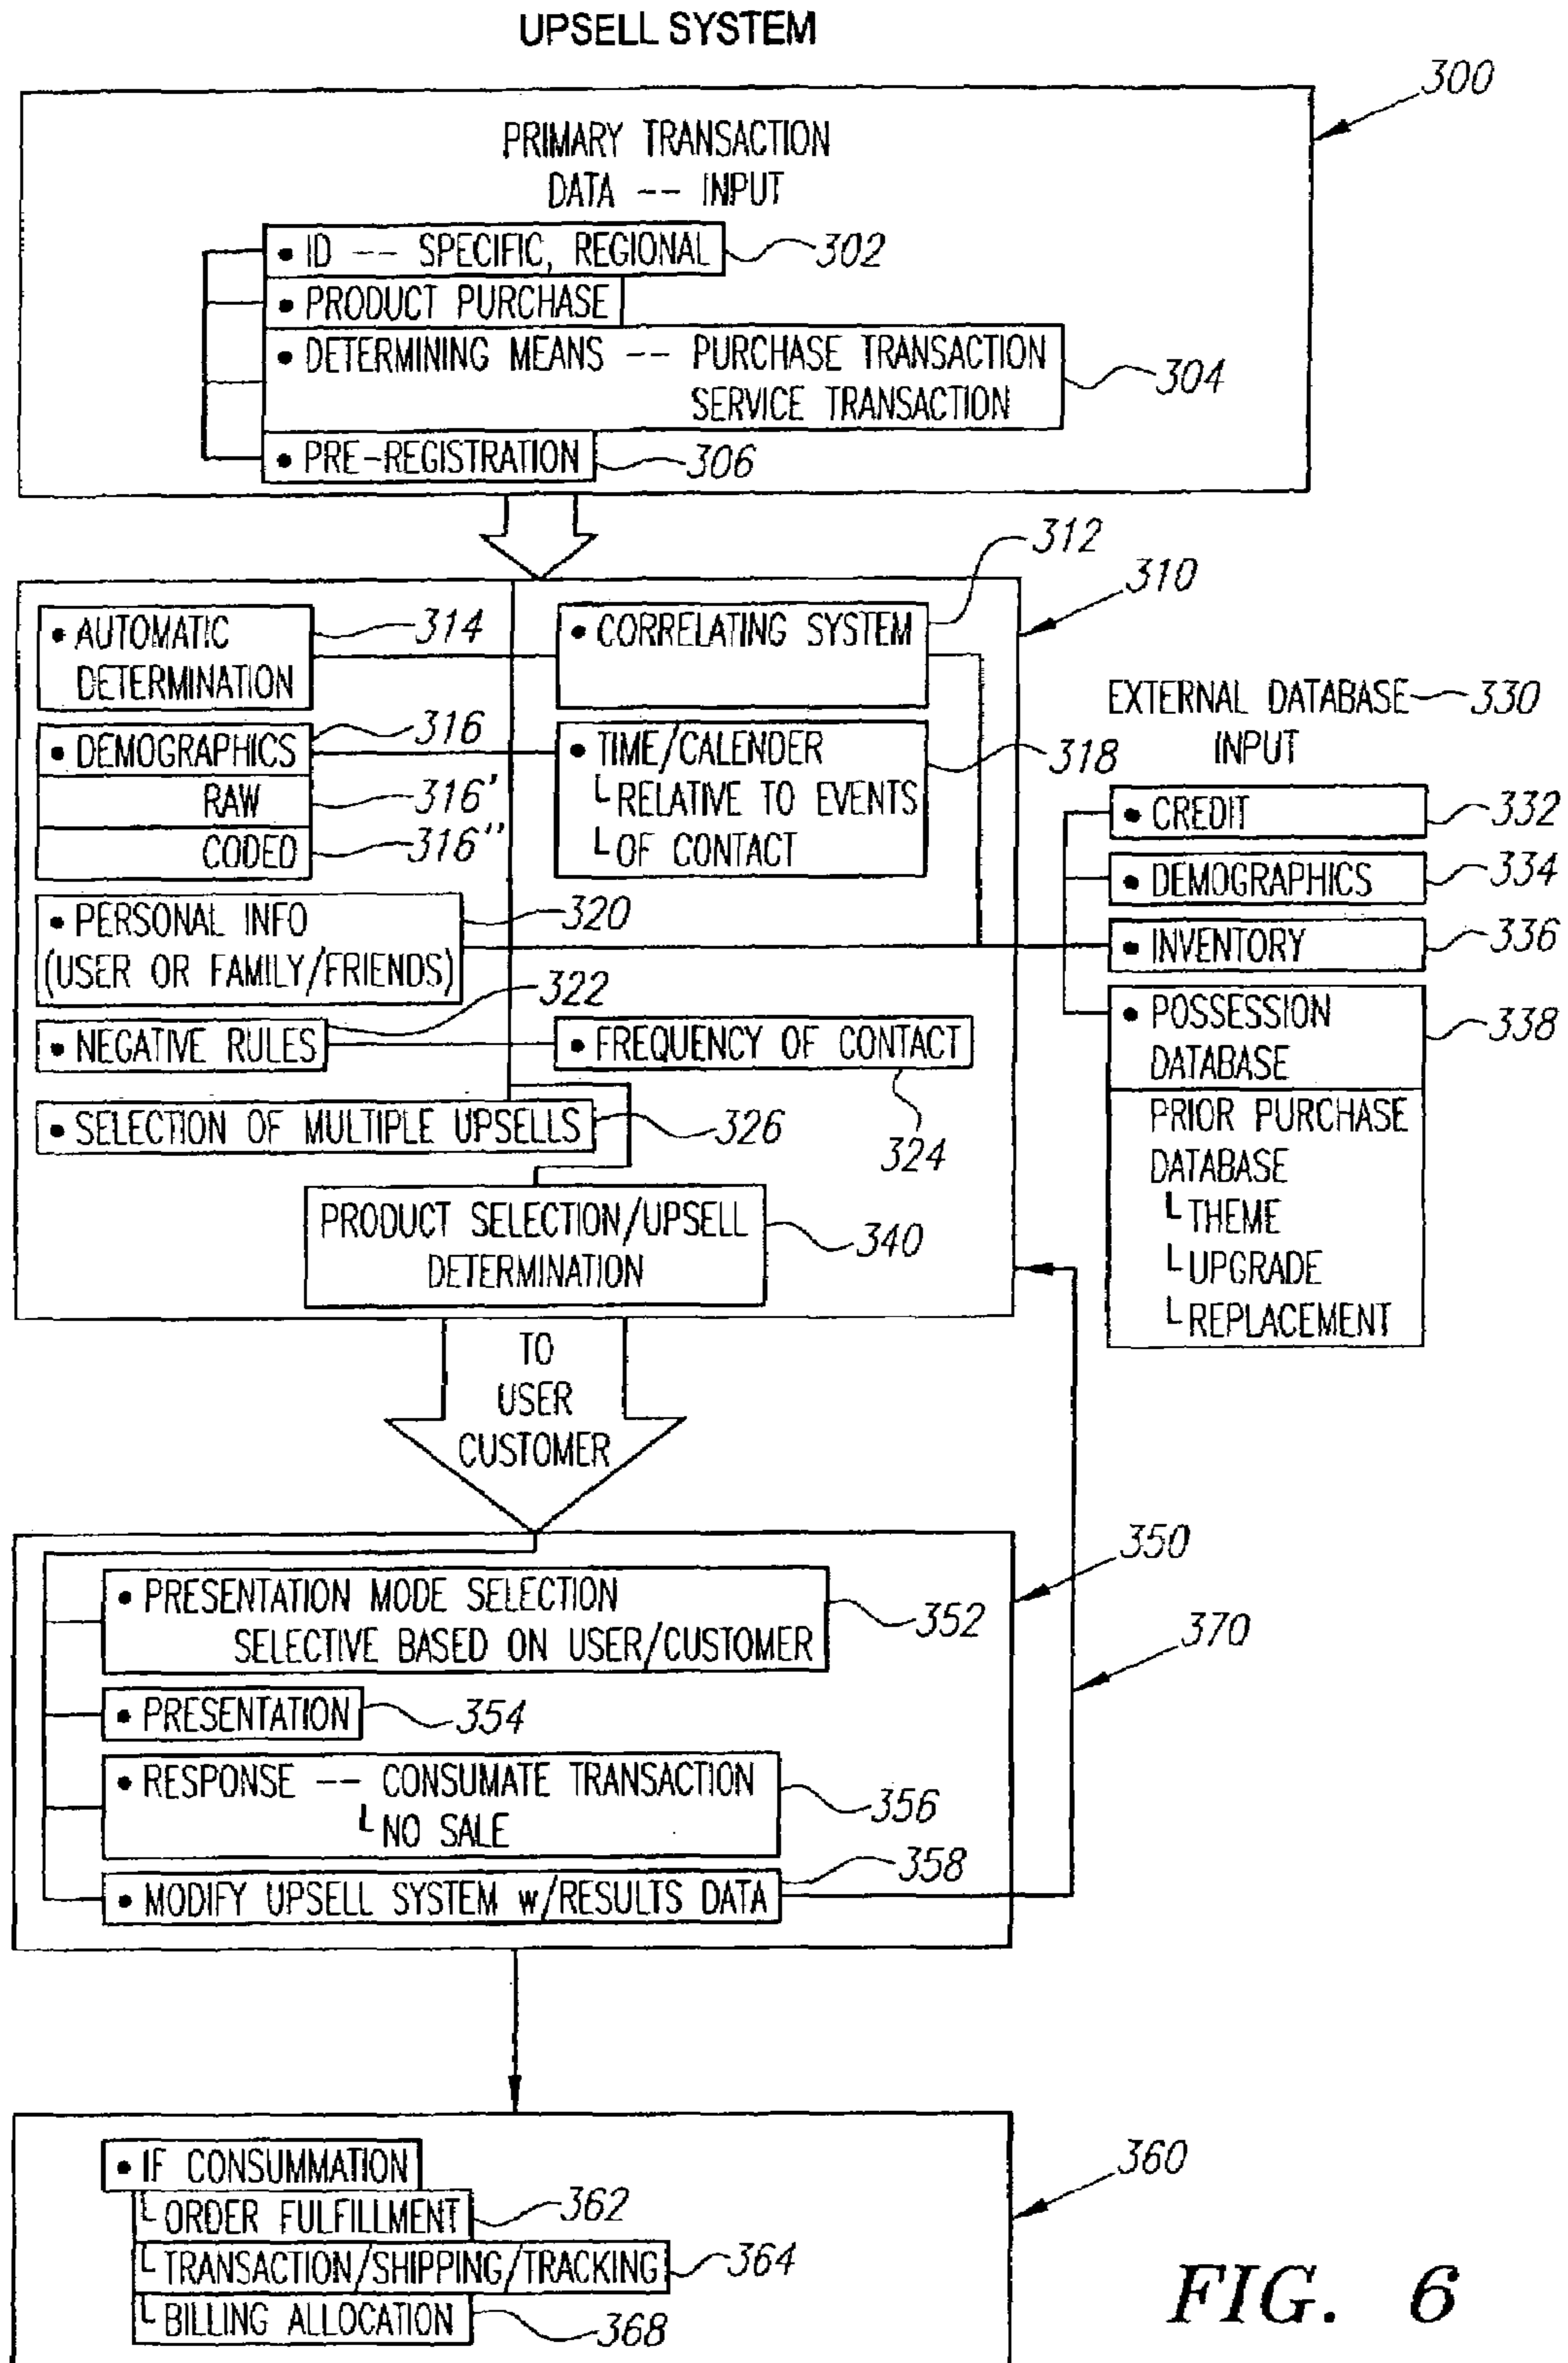 UPSELL SYSTEM
300
PRIMARY TRANSACTION
DATA -- INPUT
• ID -- SPECIFIC, REGIONAL
302
• PRODUCT PURCHASE
• DETERMINING MEANS -- PURCHASE TRANSACTION
SERVICE TRANSACTION
304
• PRE-REGISTRATION
306
310
• AUTOMATIC
DETERMINATION
314
• CORRELATING SYSTEM
312
• DEMOGRAPHICS
316
RAW
316'
CODED
316''
• TIME/CALENDER
└ RELATIVE TO EVENTS
└ OF CONTACT
318
• PERSONAL INFO
(USER OR FAMILY/FRIENDS)
320
• NEGATIVE RULES
322
• FREQUENCY OF CONTACT
324
• SELECTION OF MULTIPLE UPSELLS
326
PRODUCT SELECTION/UPSELL
DETERMINATION
340
EXTERNAL DATABASE
INPUT
330
• CREDIT
332
• DEMOGRAPHICS
334
• INVENTORY
336
• POSSESSION
DATABASE
338
PRIOR PURCHASE
DATABASE
└ THEME
└ UPGRADE
└ REPLACEMENT
TO
USER
CUSTOMER
350
• PRESENTATION MODE SELECTION
SELECTIVE BASED ON USER/CUSTOMER
352
370
• PRESENTATION
354
• RESPONSE -- CONSUMATE TRANSACTION
└ NO SALE
356
• MODIFY UPSELL SYSTEM w/RESULTS DATA
358
360
• IF CONSUMMATION
└ ORDER FULFILLMENT
362
└ TRANSACTION/SHIPPING/TRACKING
364
└ BILLING ALLOCATION
368
FIG. 6